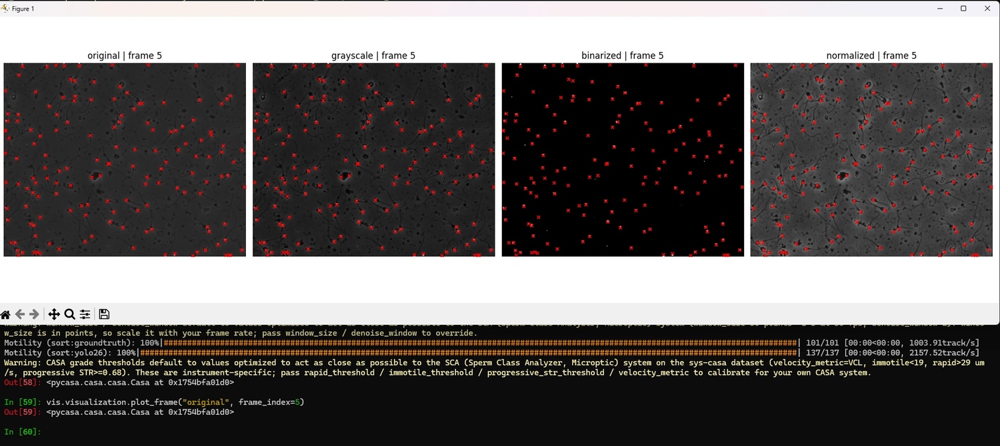 Figure 1
original | frame 5
grayscale | frame 5
binarized | frame 5
normalized | frame 5
w_size is in points, so scale it with your frame rate; pass window_size / denoise_window to override.
Motility (sort:groundtruth): 100%|##########| 101/101 [00:00<00:00, 1003.91track/s]
Motility (sort:yolo26): 100%|##########| 137/137 [00:00<00:00, 2157.52track/s]
Warning: CASA grade thresholds default to values optimized to act as close as possible to the SCA (Sperm Class Analyzer, Microptic) system on the sys-casa dataset (velocity_metric=VCL, immotile<19, rapid>29 um
/s, progressive STR>=0.68). These are instrument-specific; pass rapid_threshold / immotile_threshold / progressive_str_threshold / velocity_metric to calibrate for your own CASA system.
Out[58]: <pycasa.casa.casa.Casa at 0x1754bfa01d0>
In [59]: vis.visualization.plot_frame("original", frame_index=5)
Out[59]: <pycasa.casa.casa.Casa at 0x1754bfa01d0>
In [60]: